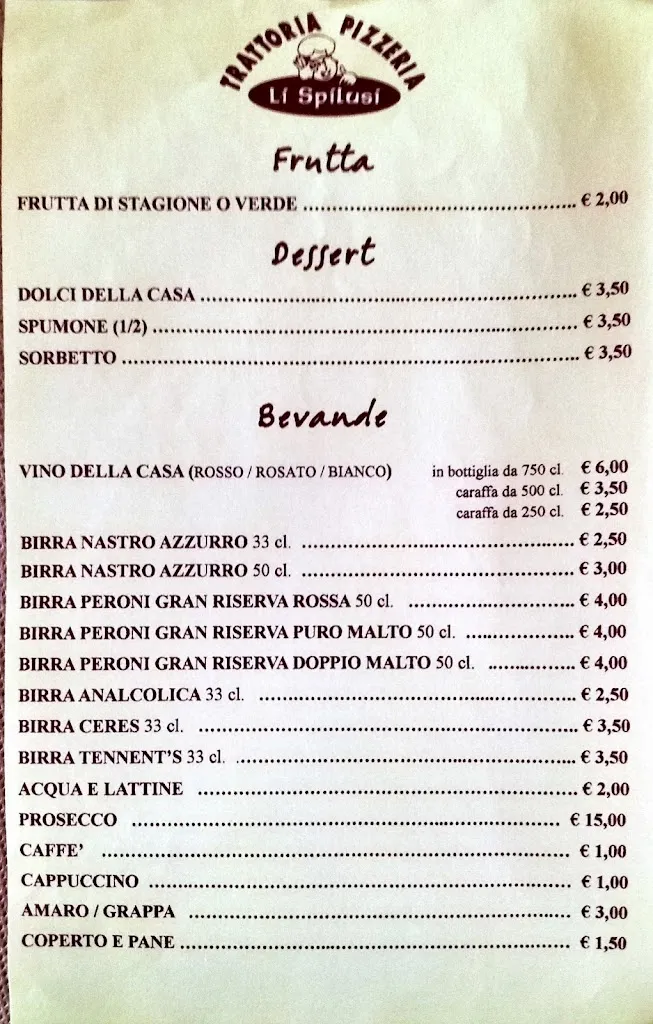 TRATTORIA PIZZERIA
Li Spilusi
Frutta
FRUTTA DI STAGIONE O VERDE ........................................ € 2,00
Dessert
DOLCI DELLA CASA ........................................ € 3,50
SPUMONE (1/2) ........................................ € 3,50
SORBETTO ........................................ € 3,50
Bevande
VINO DELLA CASA (ROSSO / ROSATO / BIANCO) in bottiglia da 750 cl. € 6,00
caraffa da 500 cl. € 3,50
caraffa da 250 cl. € 2,50
BIRRA NASTRO AZZURRO 33 cl. ........................................ € 2,50
BIRRA NASTRO AZZURRO 50 cl. ........................................ € 3,00
BIRRA PERONI GRAN RISERVA ROSSA 50 cl. ........................ € 4,00
BIRRA PERONI GRAN RISERVA PURO MALTO 50 cl. ................ € 4,00
BIRRA PERONI GRAN RISERVA DOPPIO MALTO 50 cl. ............. € 4,00
BIRRA ANALCOLICA 33 cl. ........................................ € 2,50
BIRRA CERES 33 cl. ........................................ € 3,50
BIRRA TENNENT'S 33 cl. ........................................ € 3,50
ACQUA E LATTINE ........................................ € 2,00
PROSECCO ........................................ € 15,00
CAFFE' ........................................ € 1,00
CAPPUCCINO ........................................ € 1,00
AMARO / GRAPPA ........................................ € 3,00
COPERTO E PANE ........................................ € 1,50